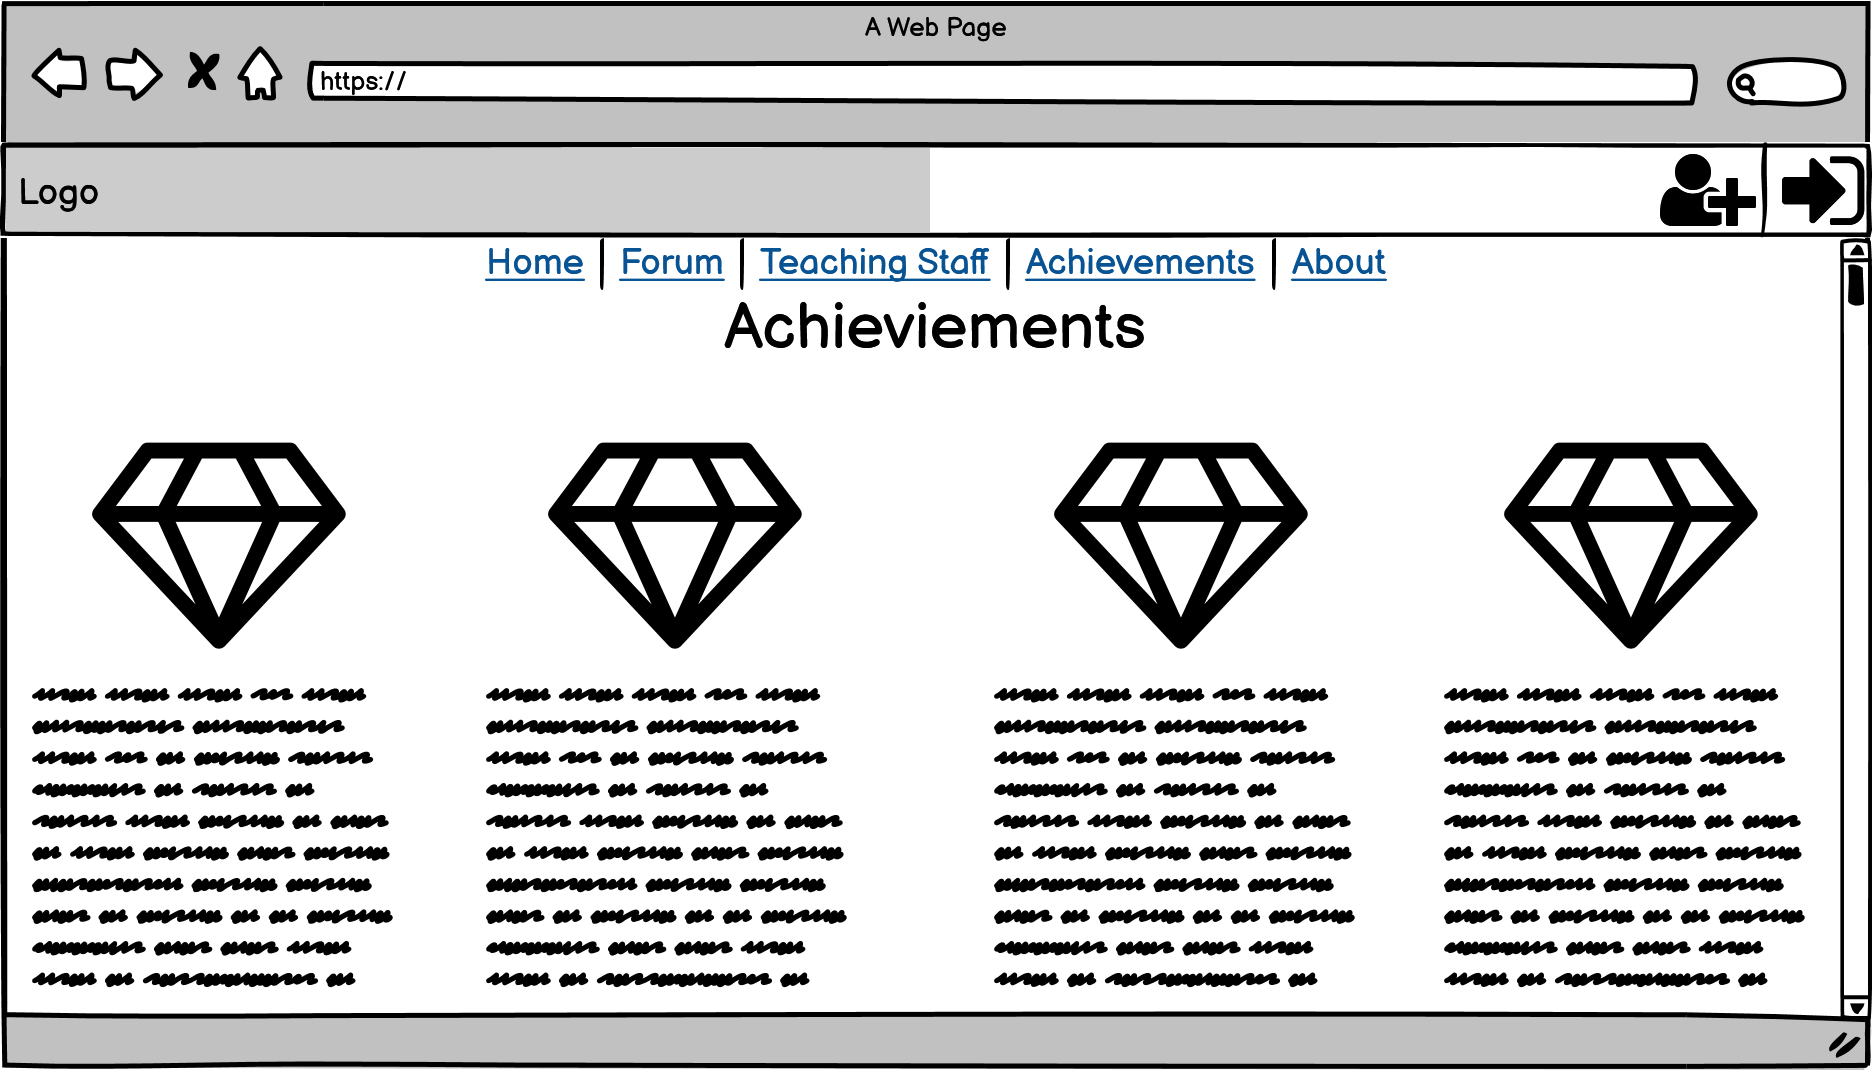 A Web Page
https://
Logo
Home | Forum | Teaching Staff | Achievements | About
Achieviements